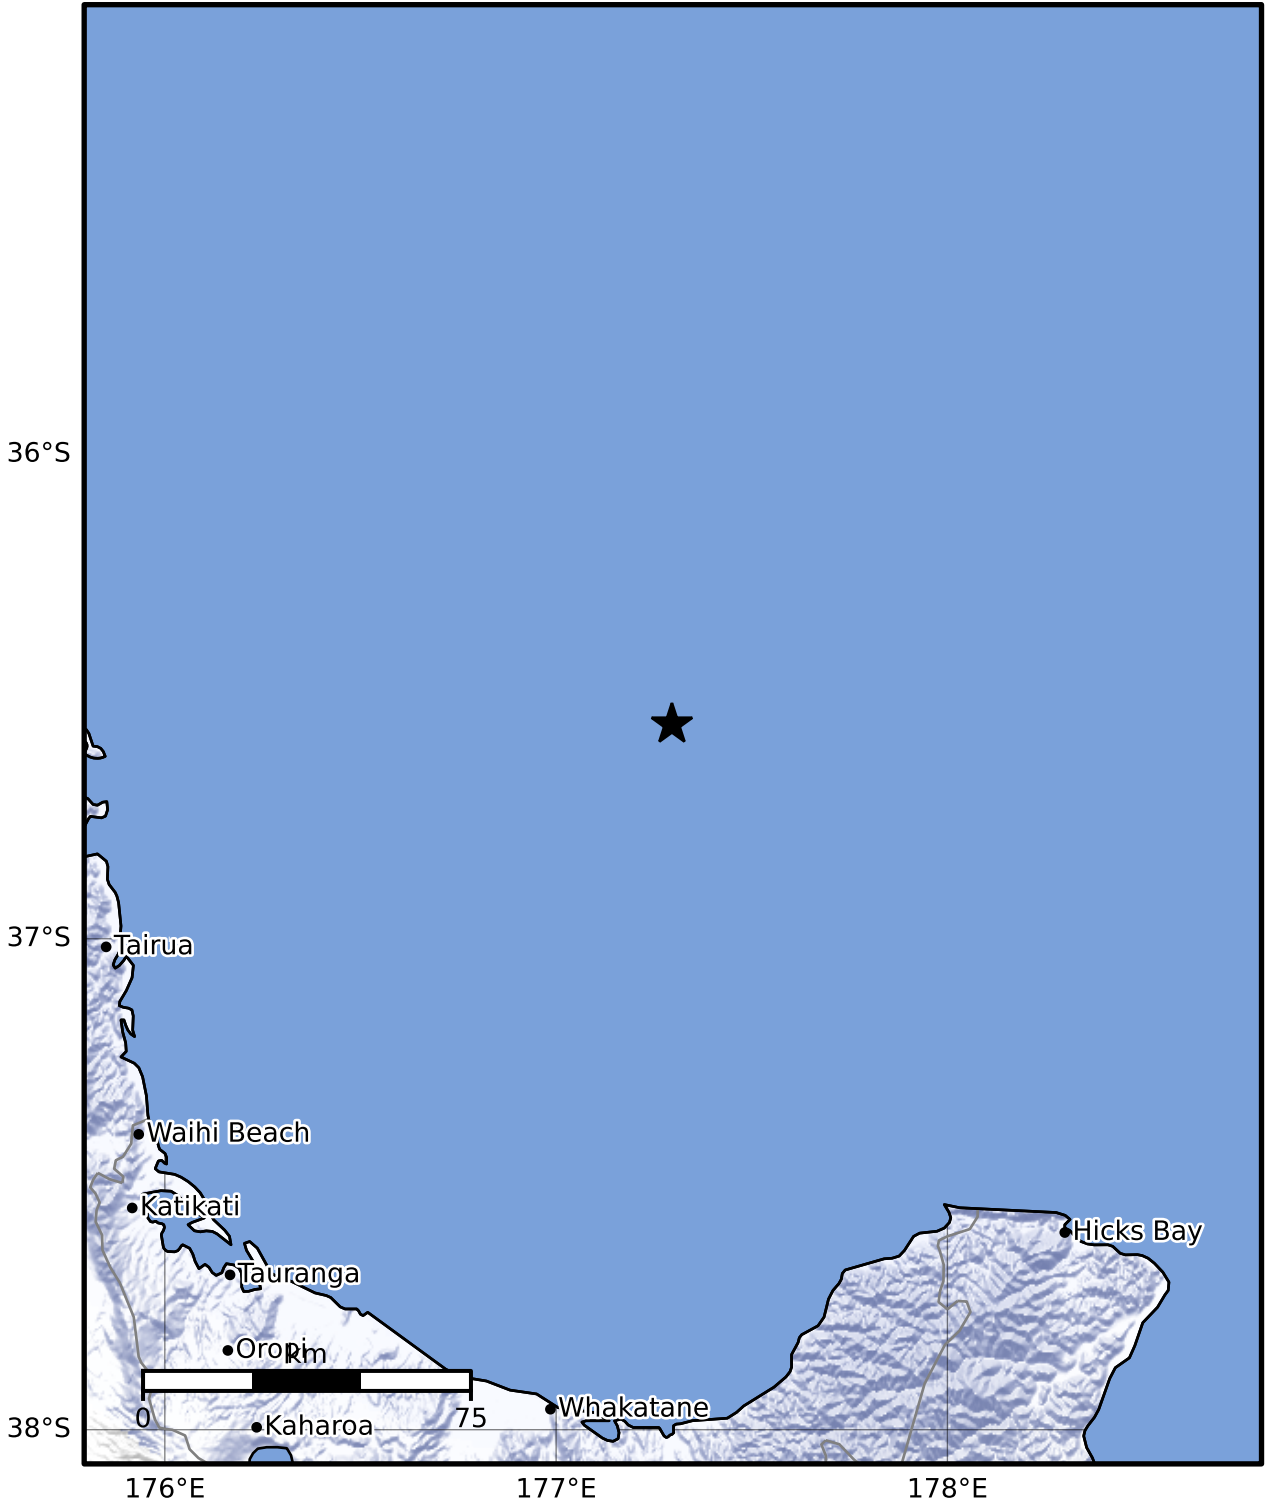 36°S
37°S
Tairua
Waihi Beach
Katikati
Hicks Bay
Tauranga
Oropi
km
Whakatane
0
75
Kaharoa
38°S
176°E
177°E
178°E